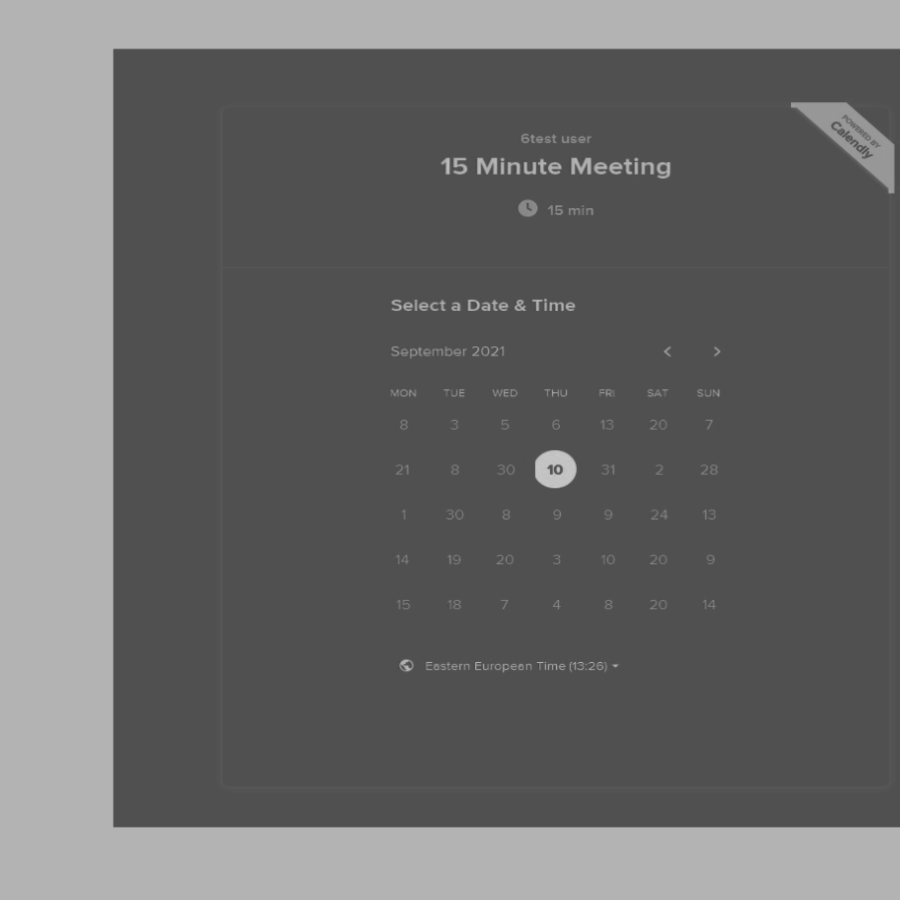 POWERED BY
Calendly
6test user
15 Minute Meeting
15 min
Select a Date & Time
September 2021
MON TUE WED THU FRI SAT SUN
8 3 5 6 13 20 7
21 8 30 10 31 2 28
1 30 8 9 9 24 13
14 19 20 3 10 20 9
15 18 7 4 8 20 14
Eastern European Time (13:26)